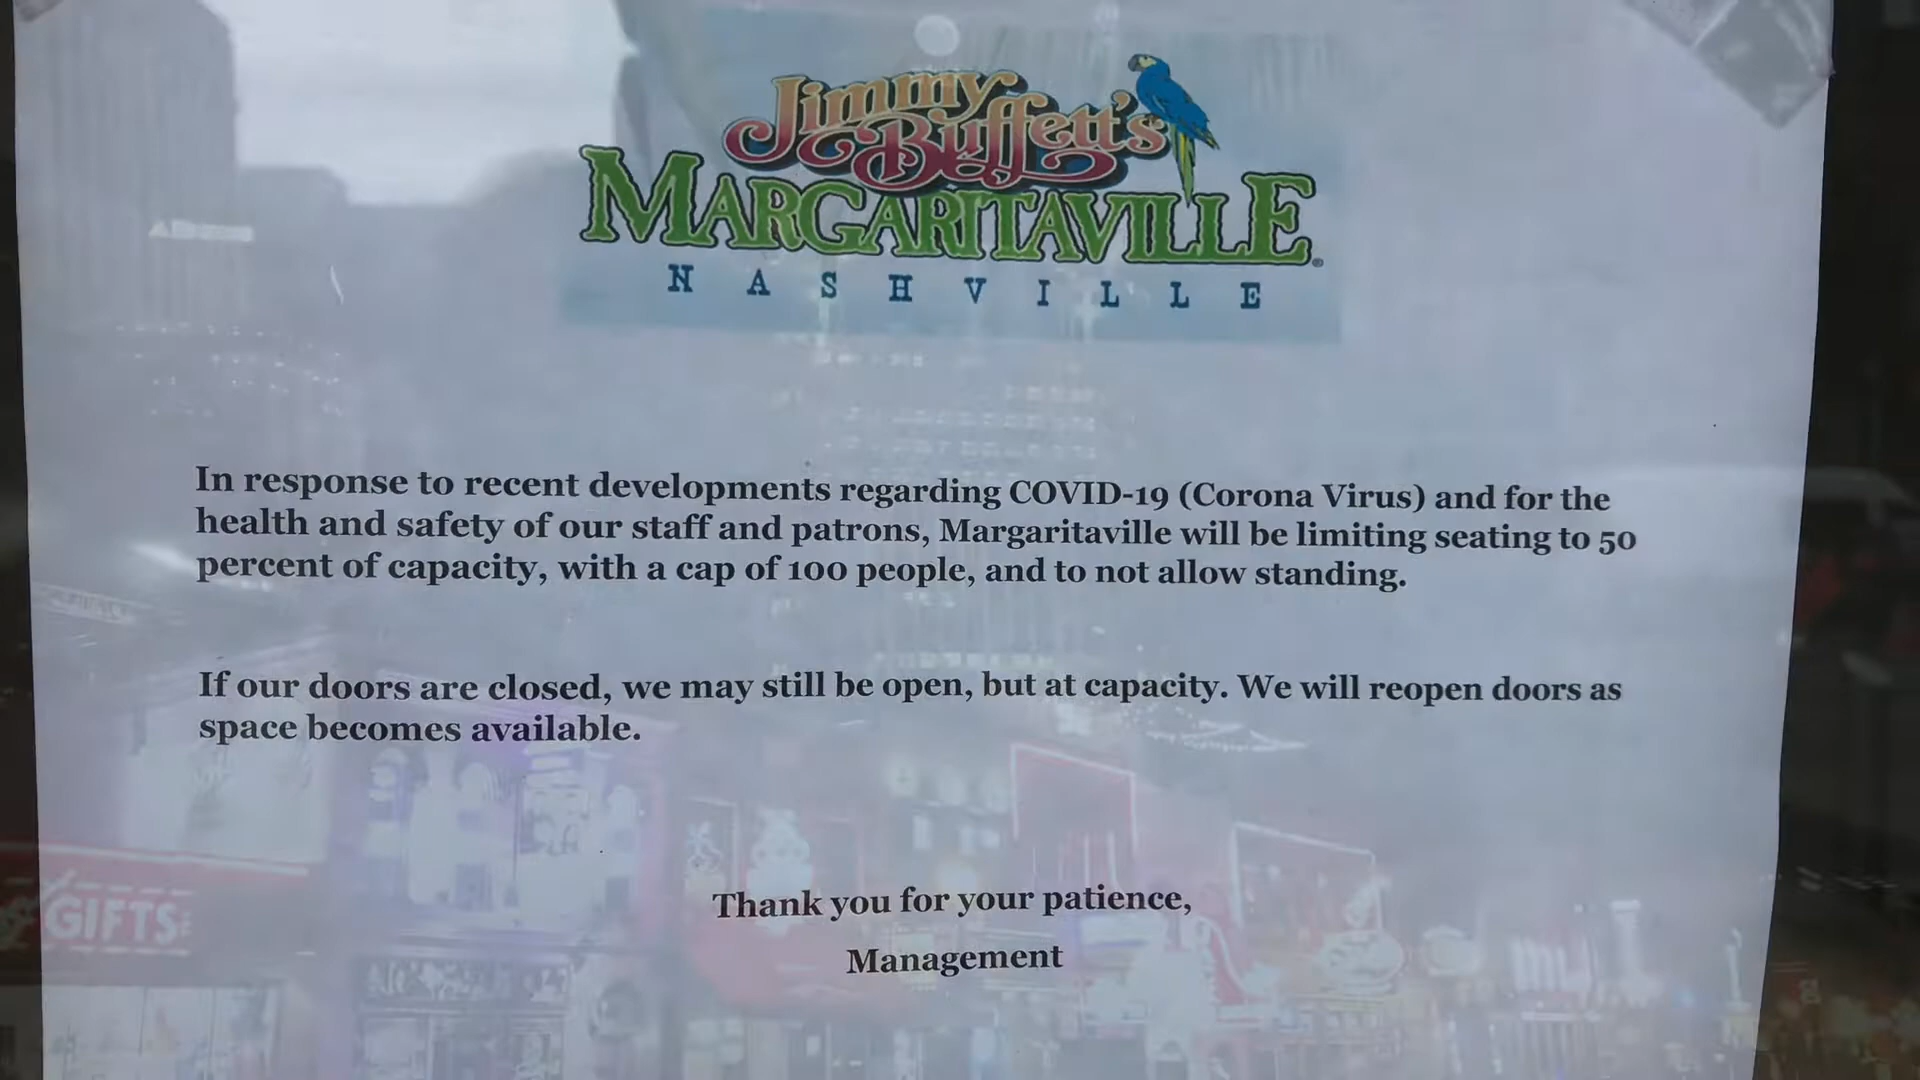 Jimmy
Buffett's
MARGARITAVILLE
NASHVILLE
In response to recent developments regarding COVID-19 (Corona Virus) and for the
health and safety of our staff and patrons, Margaritaville will be limiting seating to 50
percent of capacity, with a cap of 100 people, and to not allow standing.
If our doors are closed, we may still be open, but at capacity. We will reopen doors as
space becomes available.
GIFTS
Thank you for your patience,
Management